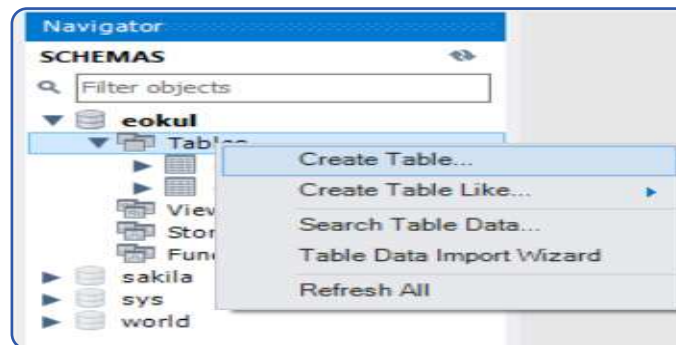 Navigator
SCHEMAS
Filter objects
eokul
Create Table...
Create Table Like...
Search Table Data...
Table Data Import Wizard
Refresh All
sakila
sys
world